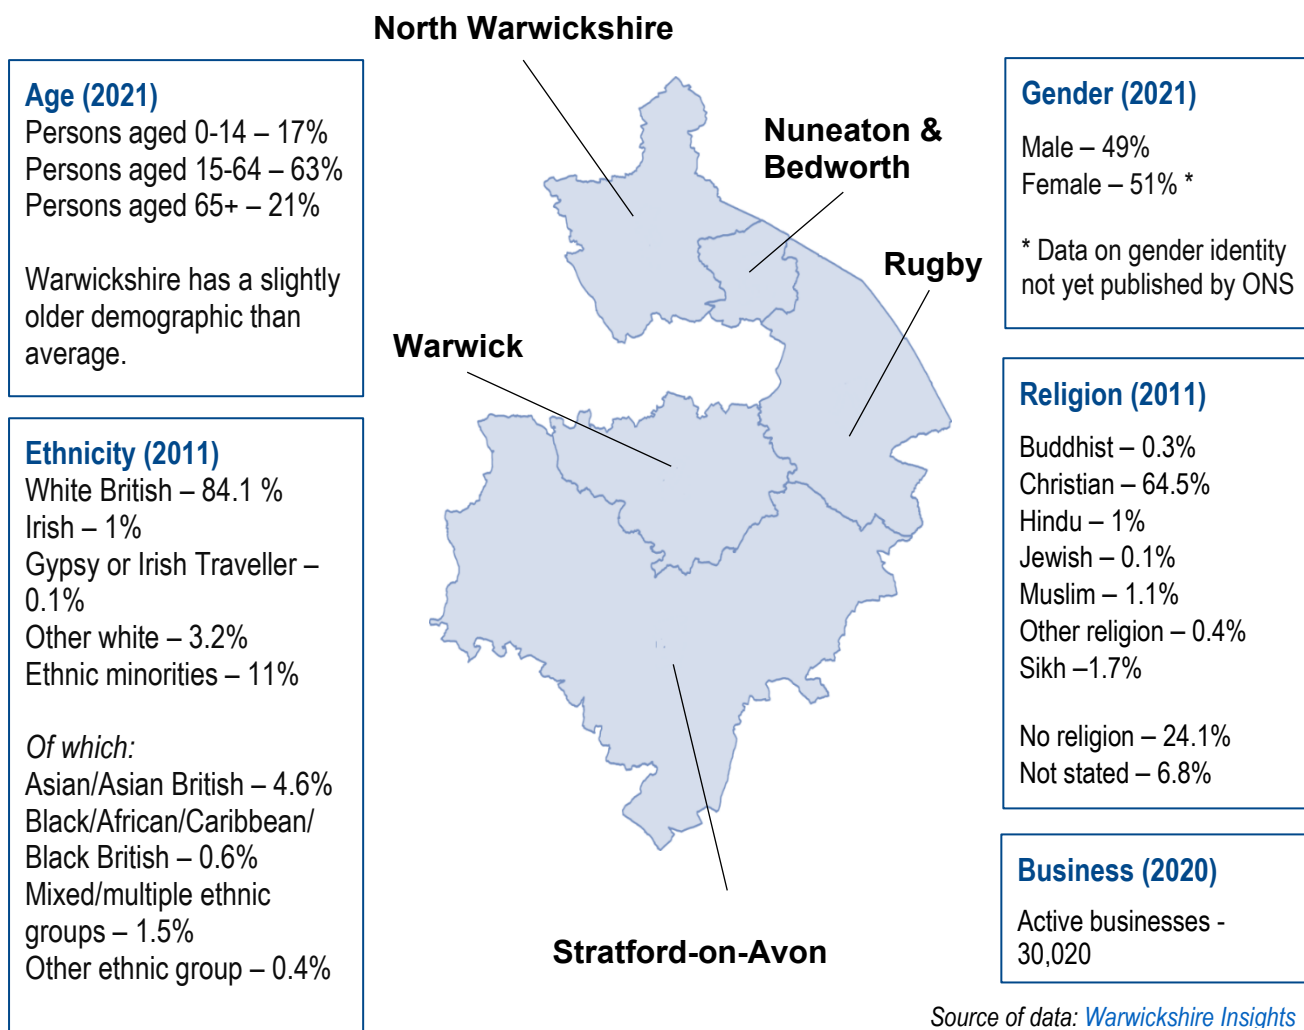 North Warwickshire
Age (2021)
Persons aged 0-14 – 17%
Persons aged 15-64 – 63%
Persons aged 65+ – 21%
Warwickshire has a slightly
older demographic than
average.
Ethnicity (2011)
White British – 84.1 %
Irish – 1%
Gypsy or Irish Traveller –
0.1%
Other white – 3.2%
Ethnic minorities – 11%
Of which:
Asian/Asian British – 4.6%
Black/African/Caribbean/
Black British – 0.6%
Mixed/multiple ethnic
groups – 1.5%
Other ethnic group – 0.4%
Nuneaton &
Bedworth
Rugby
Warwick
Stratford-on-Avon
Gender (2021)
Male – 49%
Female – 51% *
* Data on gender identity
not yet published by ONS
Religion (2011)
Buddhist – 0.3%
Christian – 64.5%
Hindu – 1%
Jewish – 0.1%
Muslim – 1.1%
Other religion – 0.4%
Sikh –1.7%
No religion – 24.1%
Not stated – 6.8%
Business (2020)
Active businesses -
30,020
Source of data: Warwickshire Insights